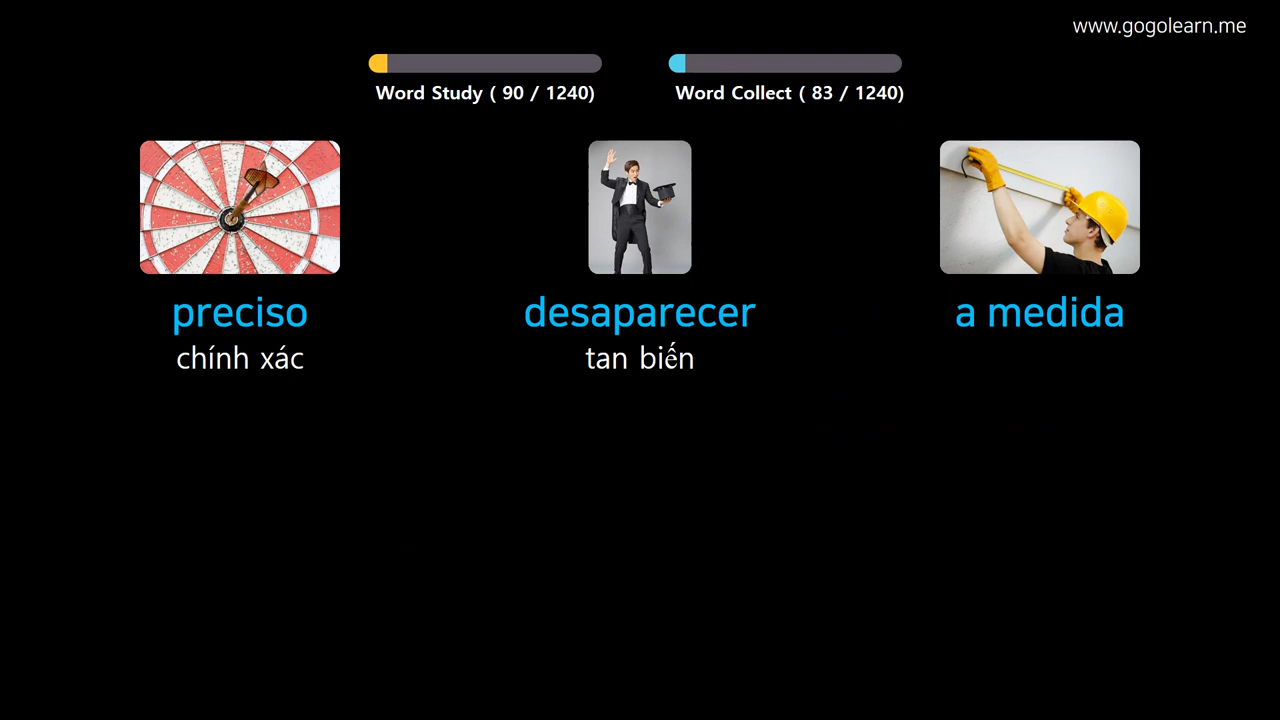 www.gogolearn.me
Word Study ( 90 / 1240)
Word Collect ( 83 / 1240)
preciso
desaparecer
a medida
chính xác
tan biến